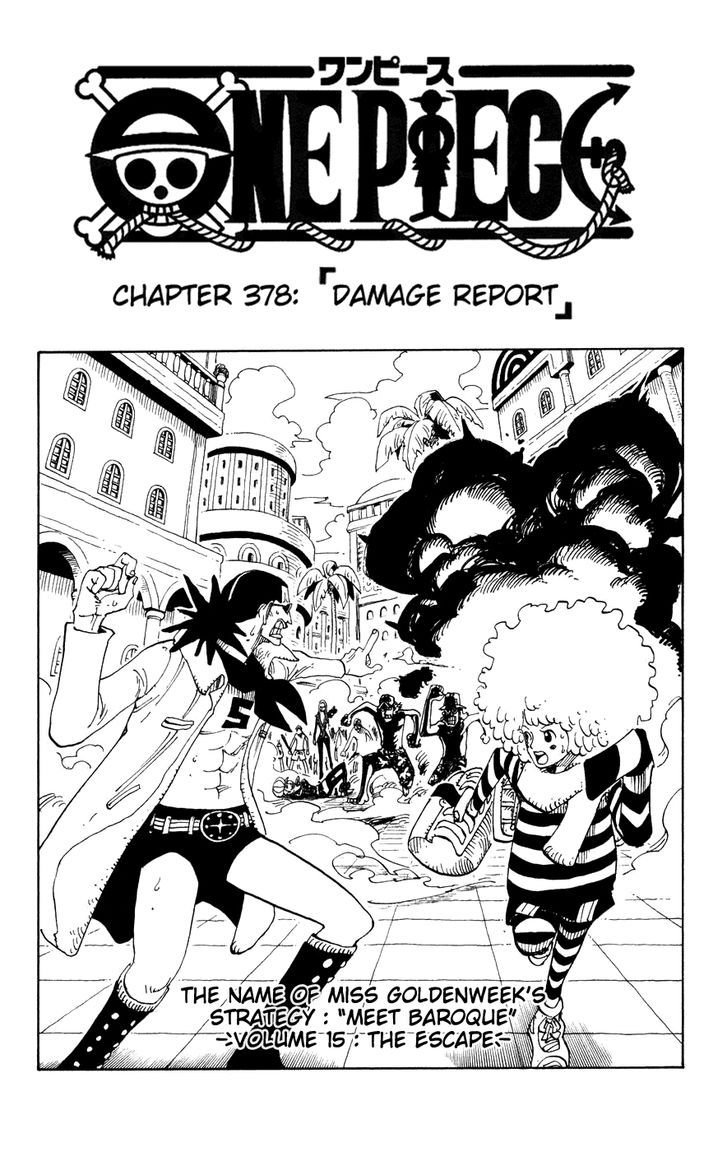 ワンピース
ONE PIECE
CHAPTER 378: 「DAMAGE REPORT」
5
THE NAME OF MISS GOLDENWEEK'S
STRATEGY : "MEET BAROQUE"
-VOLUME 15 : THE ESCAPE-